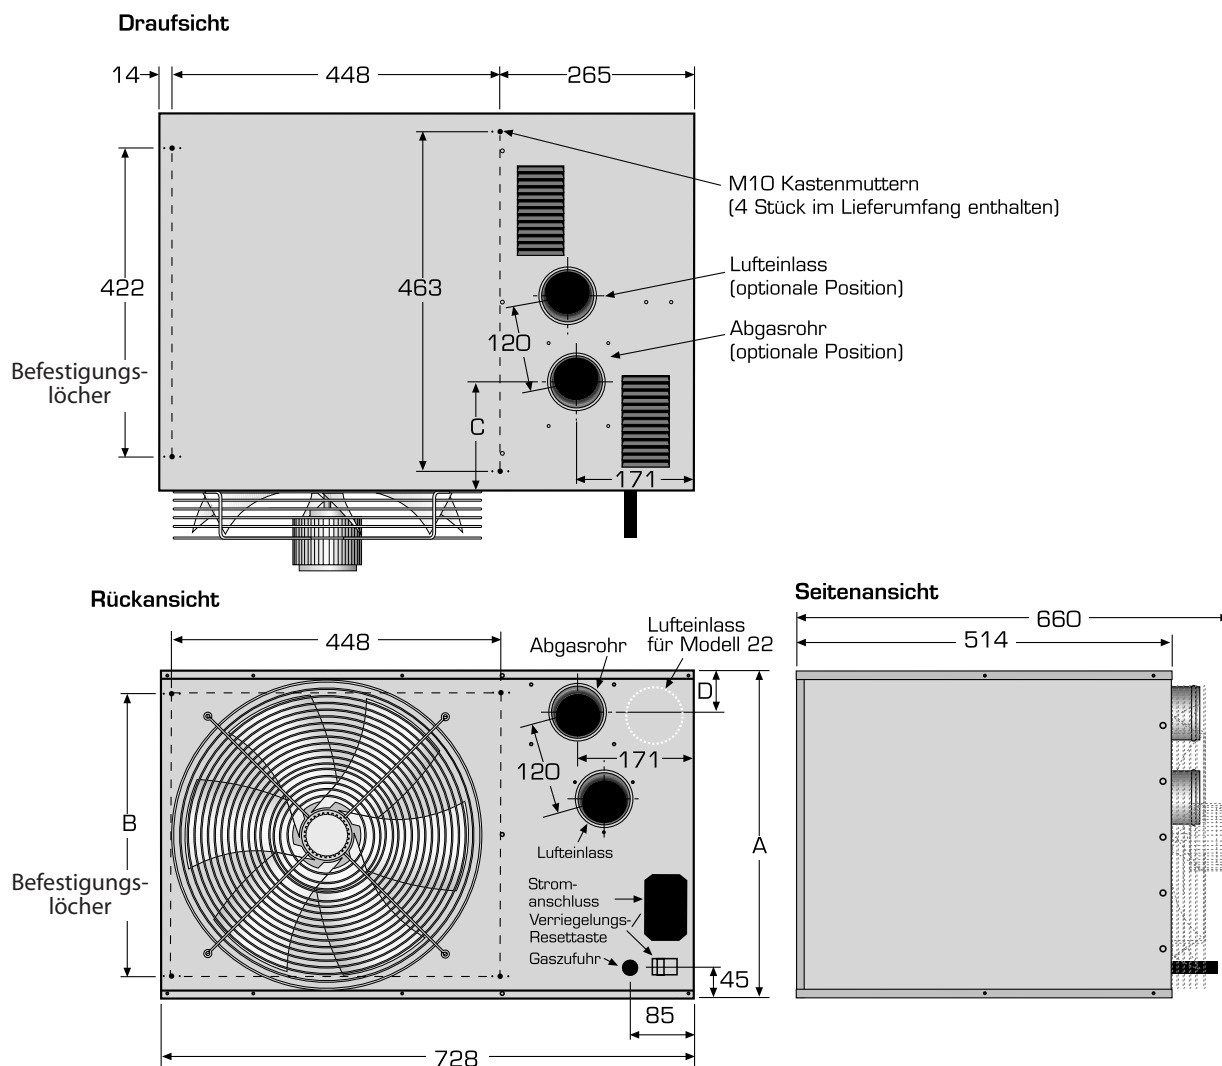 Draufsicht
14
448
265
M10 Kastenmuttern
(4 Stück im Lieferumfang enthalten)
Lufteinlass
(optionale Position)
422
463
120
Abgasrohr
(optionale Position)
Befestigungs-
löcher
C
171
Rückansicht
Seitenansicht
448
Abgasrohr
Lufteinlass
für Modell 22
660
514
D
171
120
B
A
Lufteinlass
Befestigungs-
löcher
Strom-
anschluss
Verriegelungs-/
Resettaste
Gaszufuhr
45
85
728